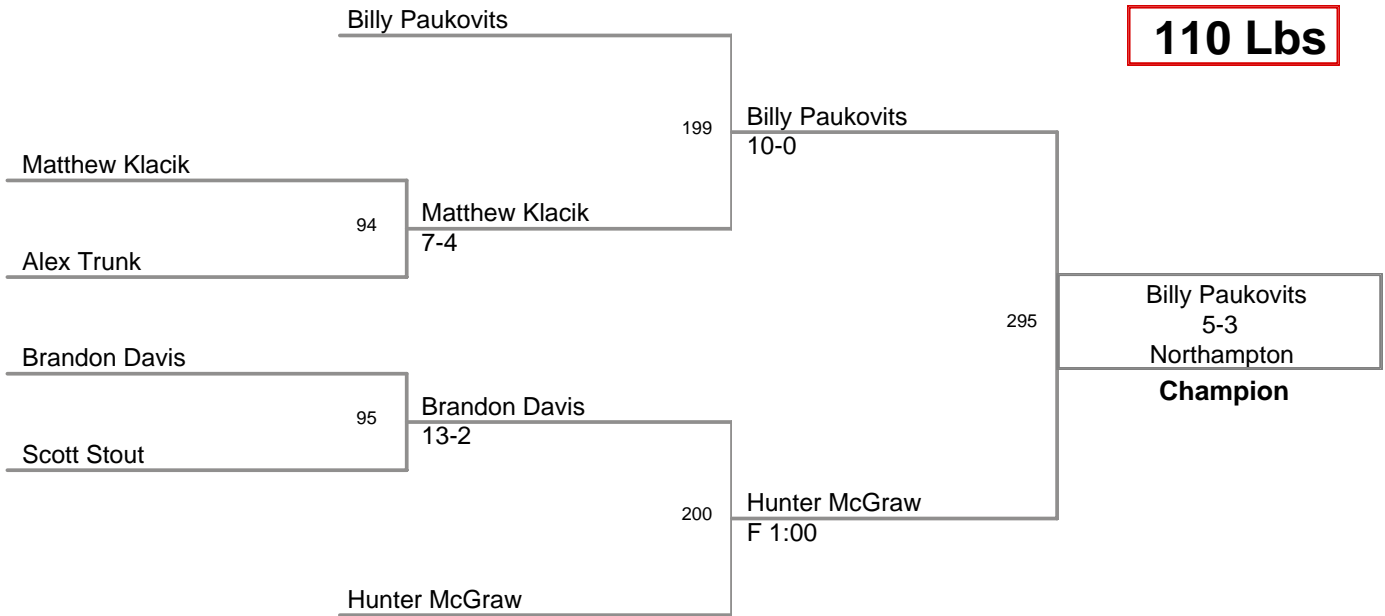 Billy Paukovits
110 Lbs
199
Billy Paukovits
10-0
Matthew Klacik
94
Matthew Klacik
7-4
Alex Trunk
295
Billy Paukovits
5-3
Northampton
Champion
Brandon Davis
95
Brandon Davis
13-2
Scott Stout
200
Hunter McGraw
F 1:00
Hunter McGraw